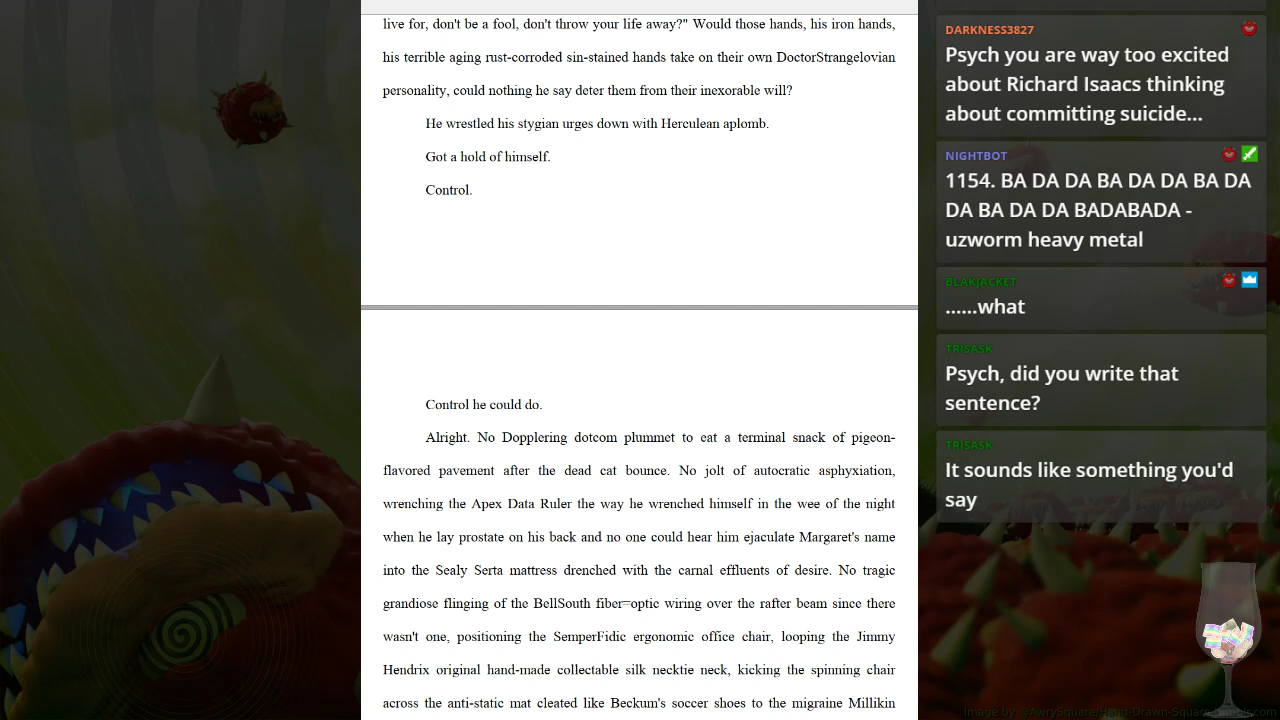 live for, don't be a fool, don't throw your life away?" Would those hands, his iron hands,
his terrible aging rust-corroded sin-stained hands take on their own DoctorStrangelovian
personality, could nothing he say deter them from their inexorable will?
He wrestled his stygian urges down with Herculean aplomb.
Got a hold of himself.
Control.
Control he could do.
Alright. No Dopplering dotcom plummet to eat a terminal snack of pigeon-
flavored pavement after the dead cat bounce. No jolt of autocratic asphyxiation,
wrenching the Apex Data Ruler the way he wrenched himself in the wee of the night
when he lay prostate on his back and no one could hear him ejaculate Margaret's name
into the Sealy Serta mattress drenched with the carnal effluents of desire. No tragic
grandiose flinging of the BellSouth fiber=optic wiring over the rafter beam since there
wasn't one, positioning the SemperFidic ergonomic office chair, looping the Jimmy
Hendrix original hand-made collectable silk necktie neck, kicking the spinning chair
across the anti-static mat cleated like Beckum's soccer shoes to the migraine Millikin
DARKNESS3827
Psych you are way too excited
about Richard Isaacs thinking
about committing suicide...
NIGHTBOT
1154. BA DA DA BA DA DA BA DA
DA BA DA DA BADABADA -
uzworm heavy metal
BLAKJACKET
......what
TRISASK
Psych, did you write that
sentence?
TRISASK
It sounds like something you'd
say